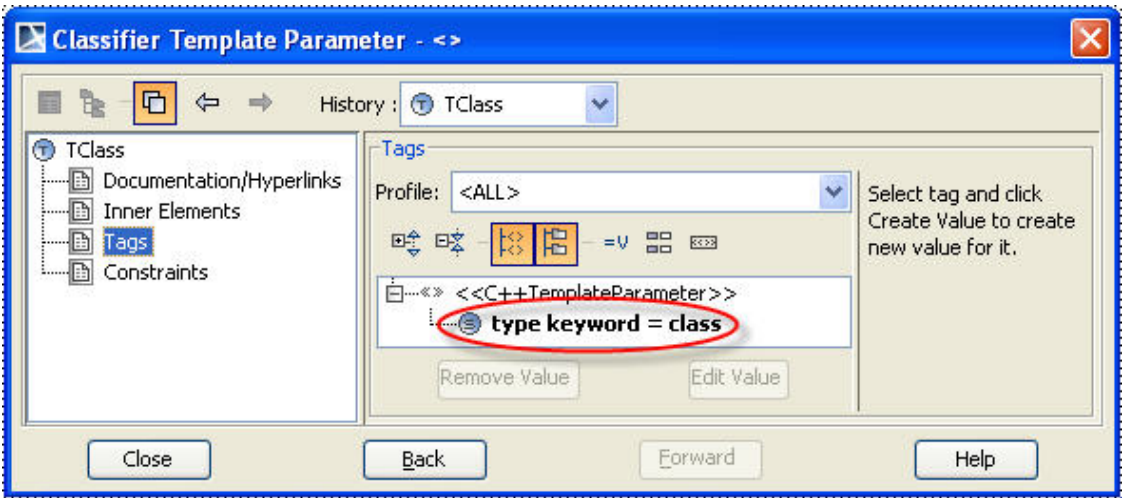 Classifier Template Parameter - <>
History : TClass
TClass
Documentation/Hyperlinks
Inner Elements
Tags
Constraints
Tags
Profile: <ALL>
=V
<<C++TemplateParameter>>
type keyword = class
Remove Value Edit Value
Select tag and click
Create Value to create
new value for it.
Close Back Forward Help